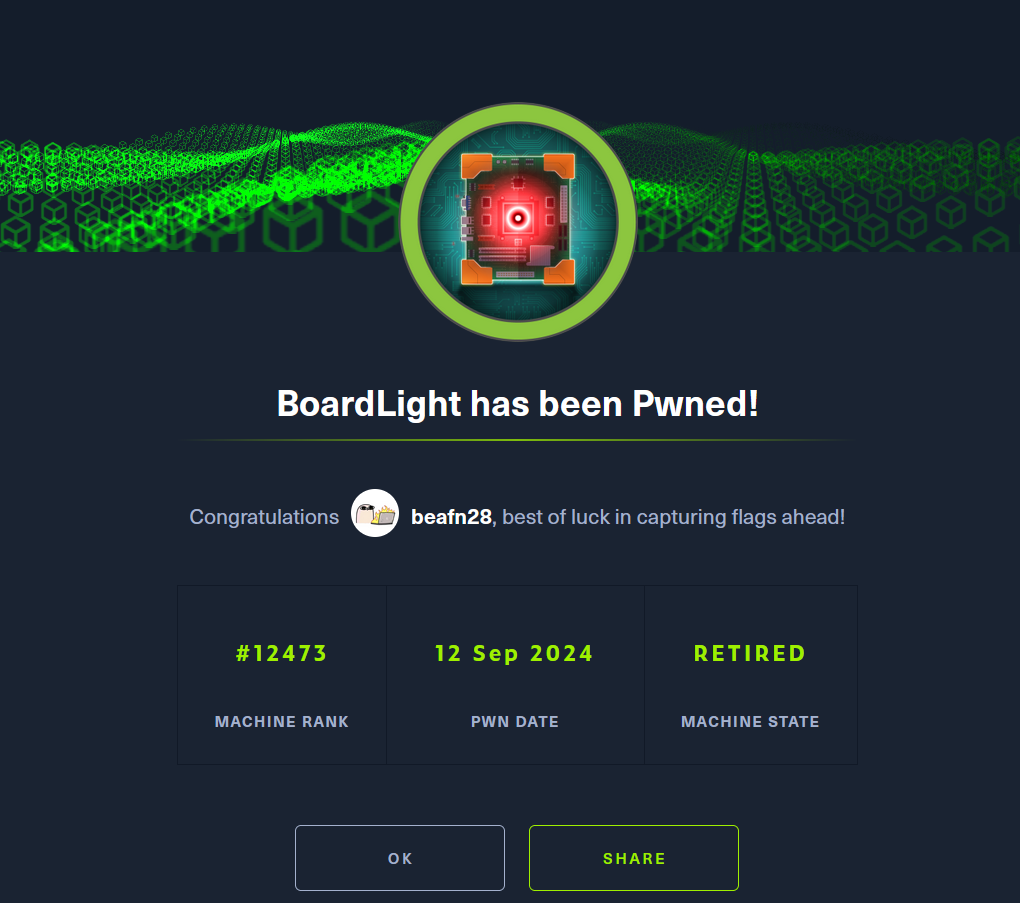 BoardLight has been Pwned!
Congratulations beafn28, best of luck in capturing flags ahead!
#12473 12 Sep 2024 RETIRED
MACHINE RANK PWN DATE MACHINE STATE
OK SHARE